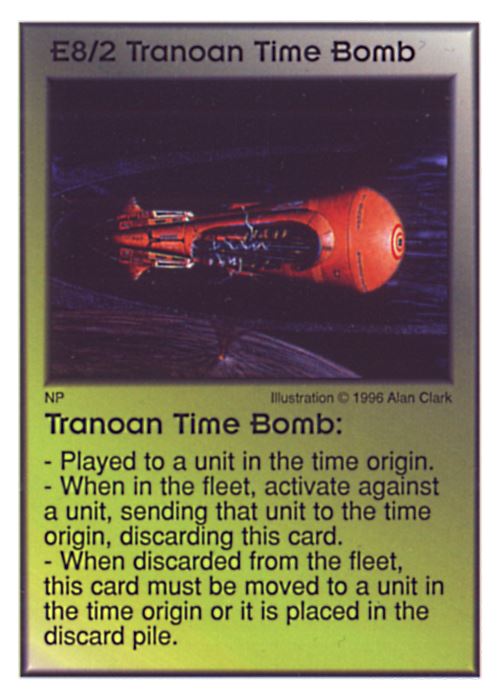 E8/2 Tranoan Time Bomb
NP
Illustration © 1996 Alan Clark
Tranoan Time Bomb:
- Played to a unit in the time origin.
- When in the fleet, activate against
a unit, sending that unit to the time
origin, discarding this card.
- When discarded from the fleet,
this card must be moved to a unit in
the time origin or it is placed in the
discard pile.